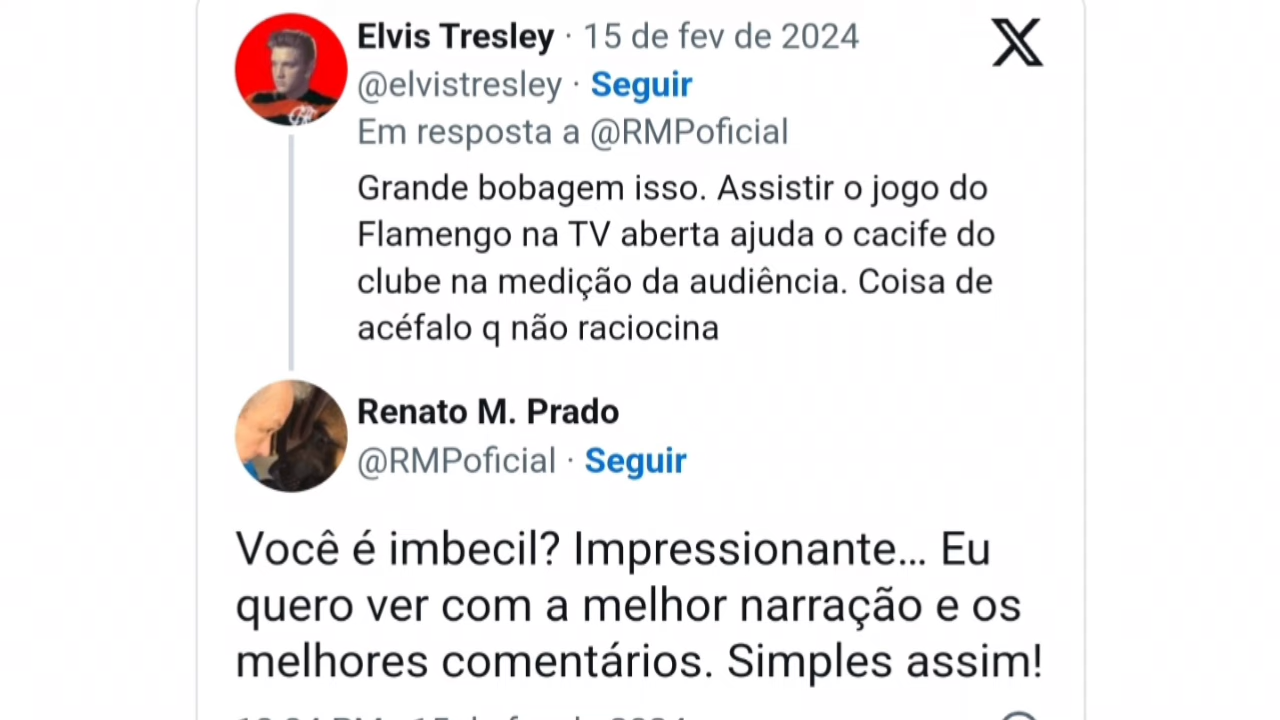 Elvis Tresley · 15 de fev de 2024
@elvistresley · Seguir
Em resposta a @RMPoficial
Grande bobagem isso. Assistir o jogo do
Flamengo na TV aberta ajuda o cacife do
clube na medição da audiência. Coisa de
acéfalo q não raciocina
Renato M. Prado
@RMPoficial · Seguir
Você é imbecil? Impressionante... Eu
quero ver com a melhor narração e os
melhores comentários. Simples assim!